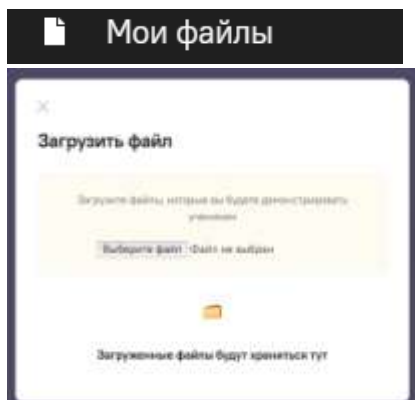 Мои файлы
Загрузить файл
Загрузите файлы, которые вы будете демонстрировать
ученикам
Выберите файл Файл не выбран
Загруженные файлы будут храниться тут